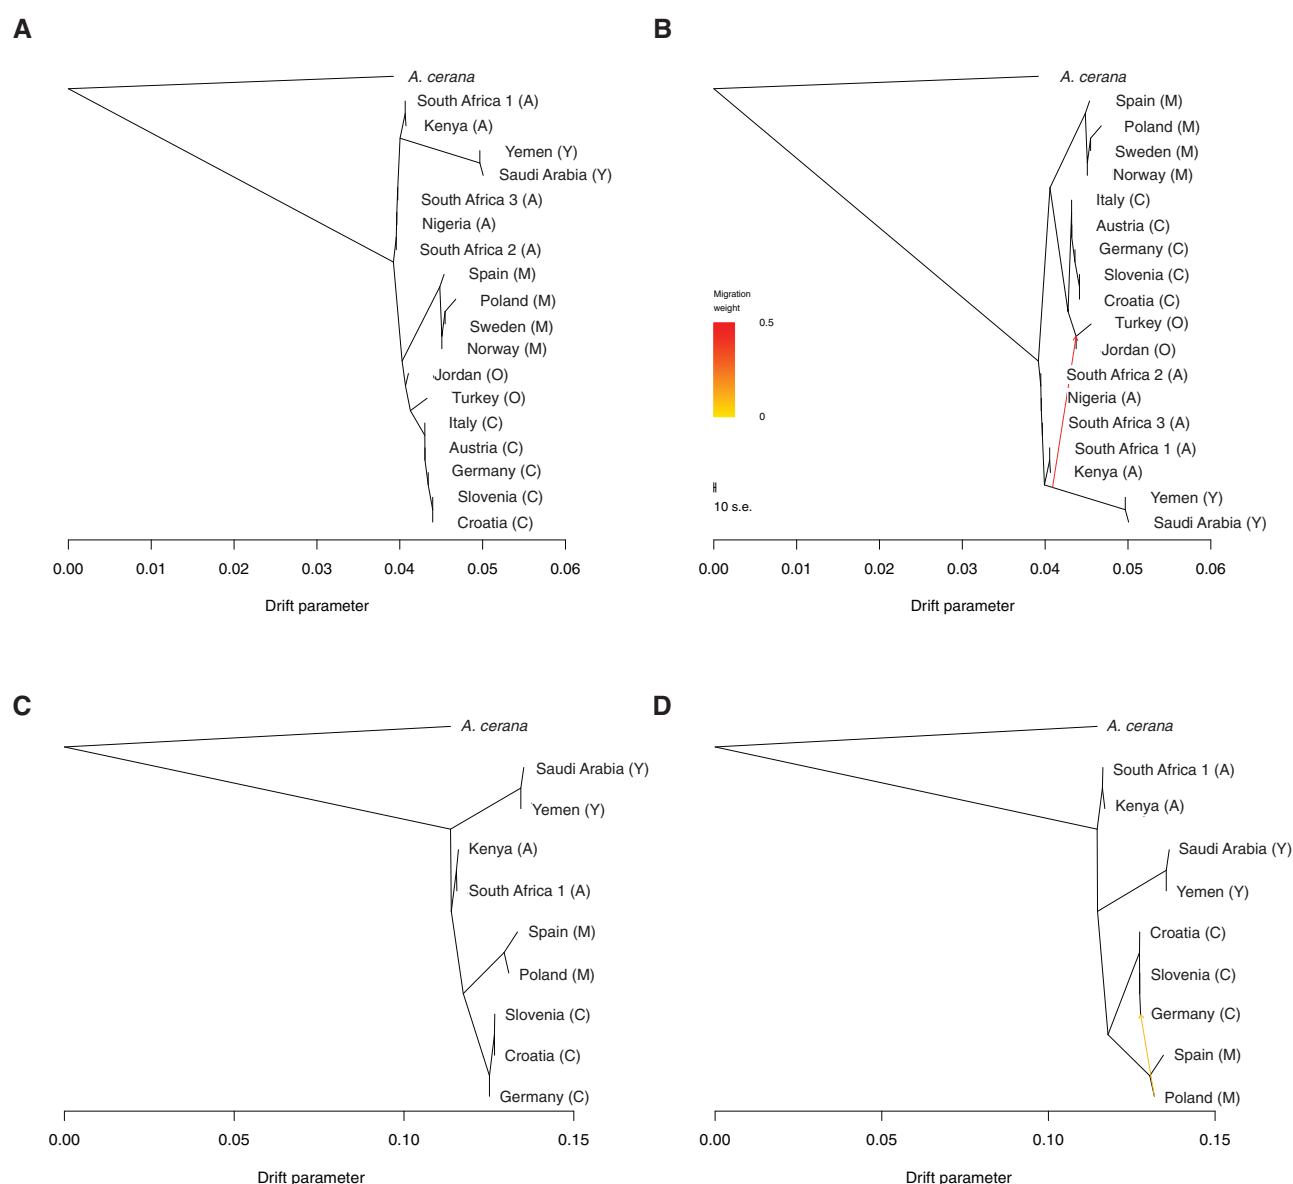 A
A. cerana
South Africa 1 (A)
Kenya (A)
Yemen (Y)
Saudi Arabia (Y)
South Africa 3 (A)
Nigeria (A)
South Africa 2 (A)
Spain (M)
Poland (M)
Sweden (M)
Norway (M)
Jordan (O)
Turkey (O)
Italy (C)
Austria (C)
Germany (C)
Slovenia (C)
Croatia (C)
0.00 0.01 0.02 0.03 0.04 0.05 0.06
Drift parameter
B
A. cerana
Spain (M)
Poland (M)
Sweden (M)
Norway (M)
Italy (C)
Austria (C)
Germany (C)
Slovenia (C)
Croatia (C)
Turkey (O)
Jordan (O)
South Africa 2 (A)
Nigeria (A)
South Africa 3 (A)
South Africa 1 (A)
Kenya (A)
Yemen (Y)
Saudi Arabia (Y)
Migration
weight
0.5
0
10 s.e.
0.00 0.01 0.02 0.03 0.04 0.05 0.06
Drift parameter
C
A. cerana
Saudi Arabia (Y)
Yemen (Y)
Kenya (A)
South Africa 1 (A)
Spain (M)
Poland (M)
Slovenia (C)
Croatia (C)
Germany (C)
0.00 0.05 0.10 0.15
Drift parameter
D
A. cerana
South Africa 1 (A)
Kenya (A)
Saudi Arabia (Y)
Yemen (Y)
Croatia (C)
Slovenia (C)
Germany (C)
Spain (M)
Poland (M)
0.00 0.05 0.10 0.15
Drift parameter